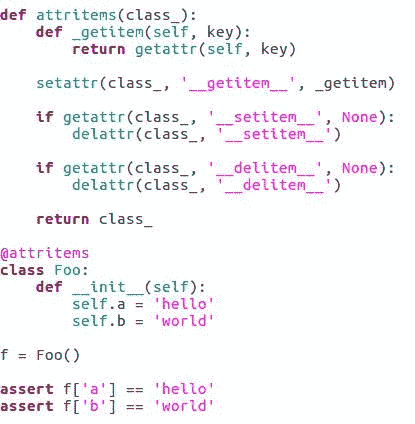 def attritems(class_):
    def _getitem(self, key):
        return getattr(self, key)
    setattr(class_, '__getitem__', _getitem)
    if getattr(class_, '__setitem__', None):
        delattr(class_, '__setitem__')
    if getattr(class_, '__delitem__', None):
        delattr(class_, '__delitem__')
    return class_
@attritems
class Foo:
    def __init__(self):
        self.a = 'hello'
        self.b = 'world'
f = Foo()
assert f['a'] == 'hello'
assert f['b'] == 'world'